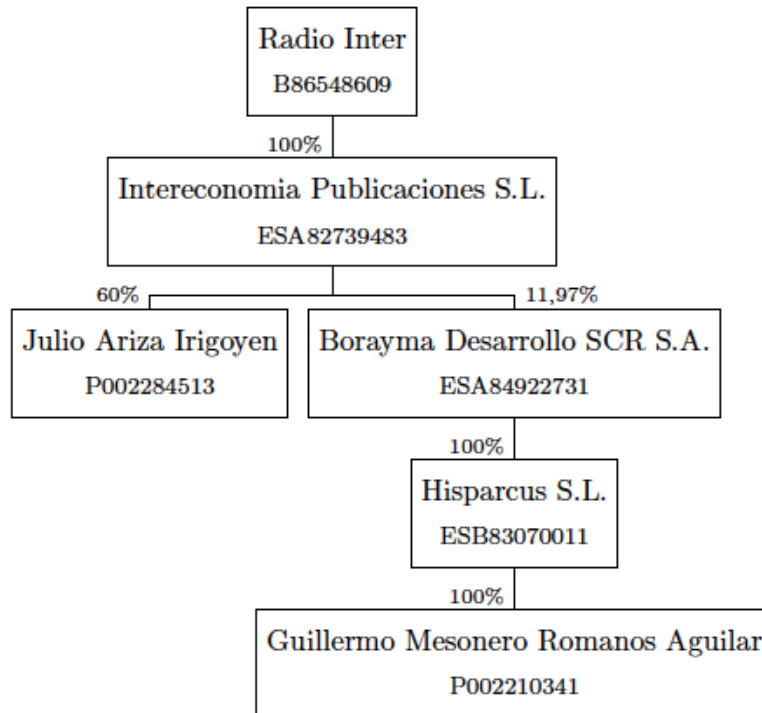 Radio Inter
B86548609
100%
Intereconomia Publicaciones S.L.
ESA82739483
60%
11,97%
Julio Ariza Irigoyen
P002284513
Borayma Desarrollo SCR S.A.
ESA84922731
100%
Hisparcus S.L.
ESB83070011
100%
Guillermo Mesonero Romanos Aguilar
P002210341